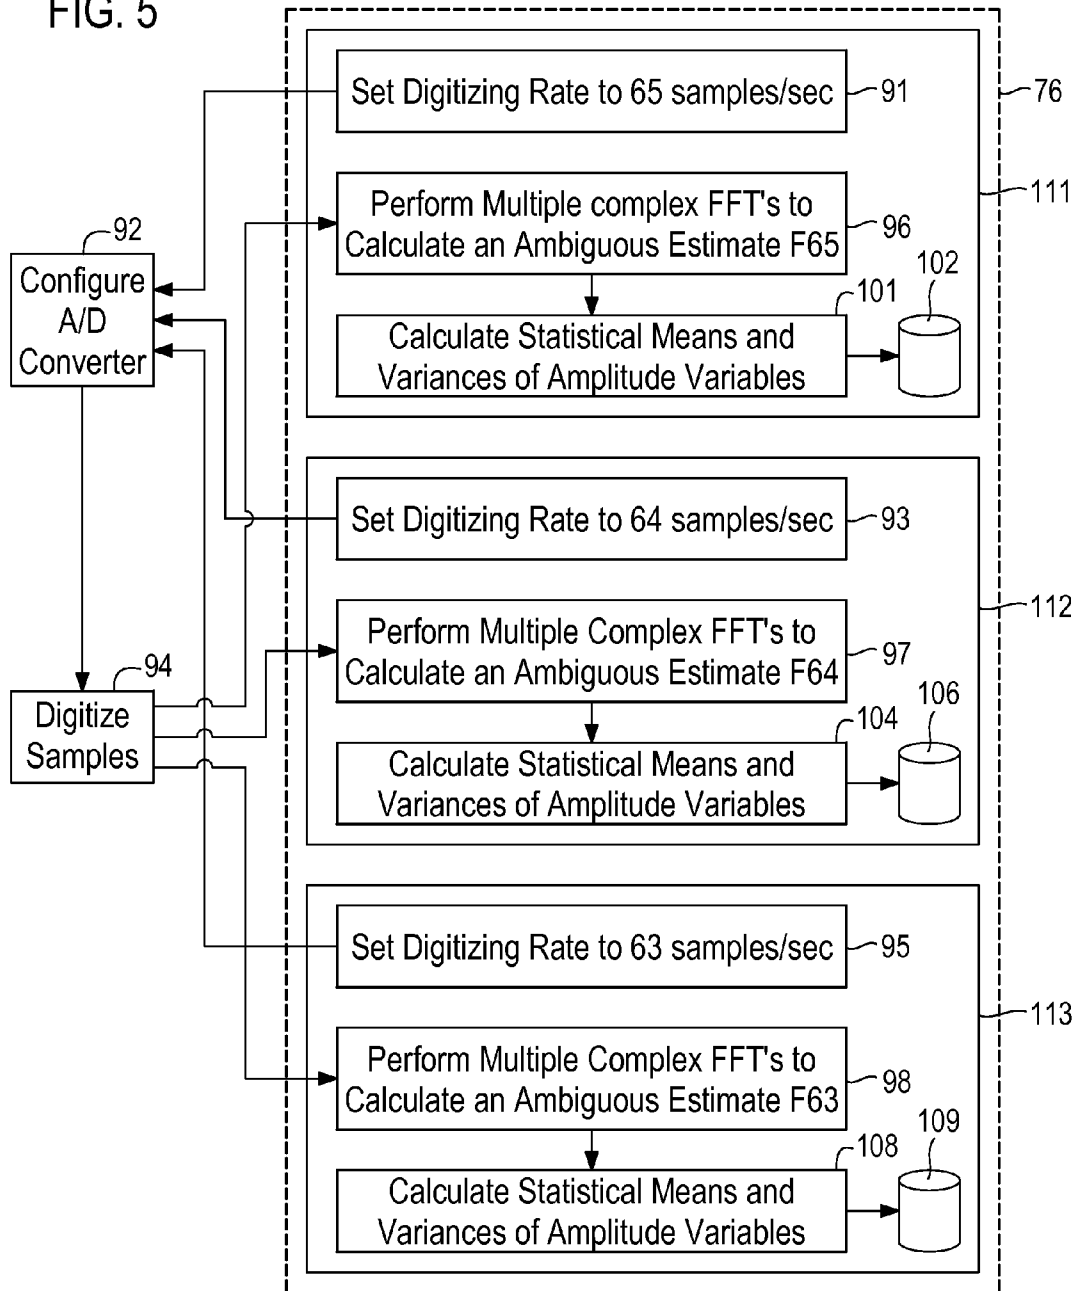 FIG. 5
Set Digitizing Rate to 65 samples/sec
91
76
111
Perform Multiple complex FFT's to
Calculate an Ambiguous Estimate F65
96
92
Configure
A/D
Converter
101
102
Calculate Statistical Means and
Variances of Amplitude Variables
Set Digitizing Rate to 64 samples/sec
93
112
Perform Multiple Complex FFT's to
Calculate an Ambiguous Estimate F64
97
94
Digitize
Samples
104
106
Calculate Statistical Means and
Variances of Amplitude Variables
Set Digitizing Rate to 63 samples/sec
95
113
Perform Multiple Complex FFT's to
Calculate an Ambiguous Estimate F63
98
108
109
Calculate Statistical Means and
Variances of Amplitude Variables